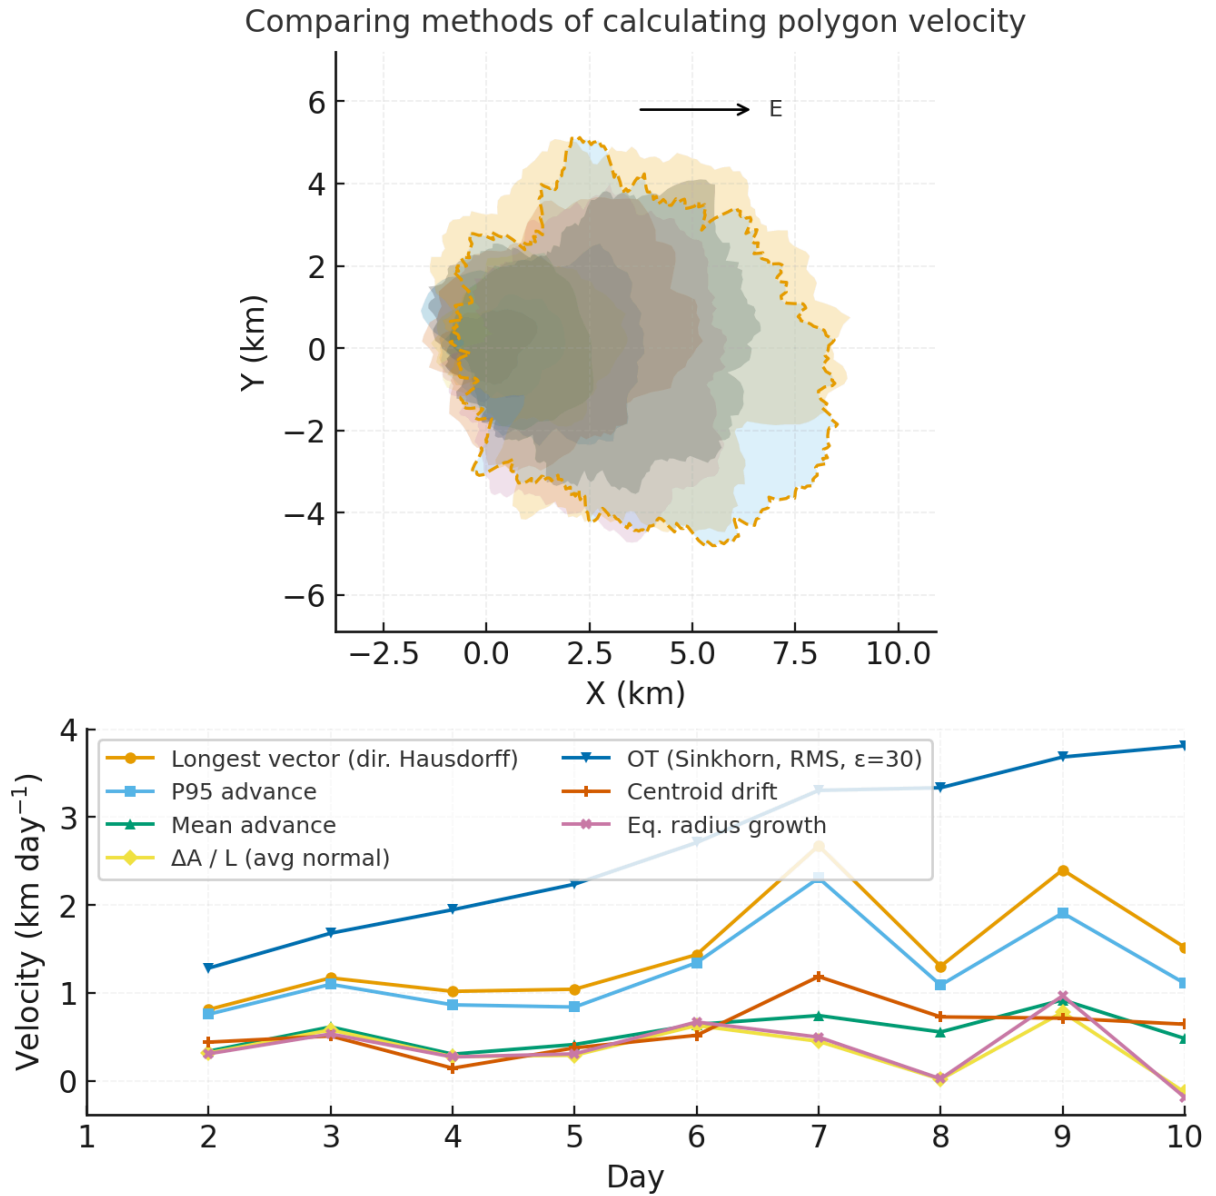 Comparing methods of calculating polygon velocity
E
6
4
2
0
−2
−4
−6
Y (km)
−2.5 0.0 2.5 5.0 7.5 10.0
X (km)
4
3
2
1
0
Velocity (km day⁻¹)
Longest vector (dir. Hausdorff)
P95 advance
Mean advance
ΔA / L (avg normal)
OT (Sinkhorn, RMS, ε=30)
Centroid drift
Eq. radius growth
1 2 3 4 5 6 7 8 9 10
Day